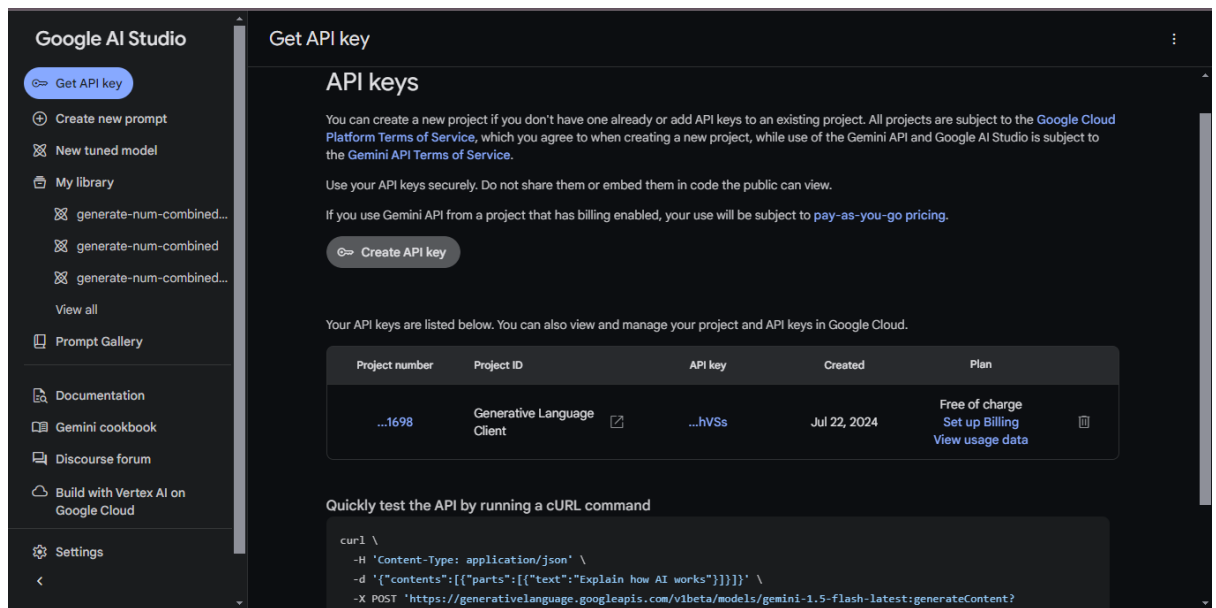 Google AI Studio
Get API key
Create new prompt
New tuned model
My library
generate-num-combined...
generate-num-combined
generate-num-combined...
View all
Prompt Gallery
Documentation
Gemini cookbook
Discourse forum
Build with Vertex AI on
Google Cloud
Settings
Get API key
API keys
You can create a new project if you don't have one already or add API keys to an existing project. All projects are subject to the Google Cloud
Platform Terms of Service, which you agree to when creating a new project, while use of the Gemini API and Google AI Studio is subject to
the Gemini API Terms of Service.
Use your API keys securely. Do not share them or embed them in code the public can view.
If you use Gemini API from a project that has billing enabled, your use will be subject to pay-as-you-go pricing.
Create API key
Your API keys are listed below. You can also view and manage your project and API keys in Google Cloud.
Project number Project ID API key Created Plan
...1698 Generative Language Client ...hVSs Jul 22, 2024 Free of charge
Set up Billing
View usage data
Quickly test the API by running a cURL command
curl \
-H 'Content-Type: application/json' \
-d '{"contents":[{"parts":[{"text":"Explain how AI works"}]}]}' \
-X POST 'https://generativelanguage.googleapis.com/v1beta/models/gemini-1.5-flash-latest:generateContent?